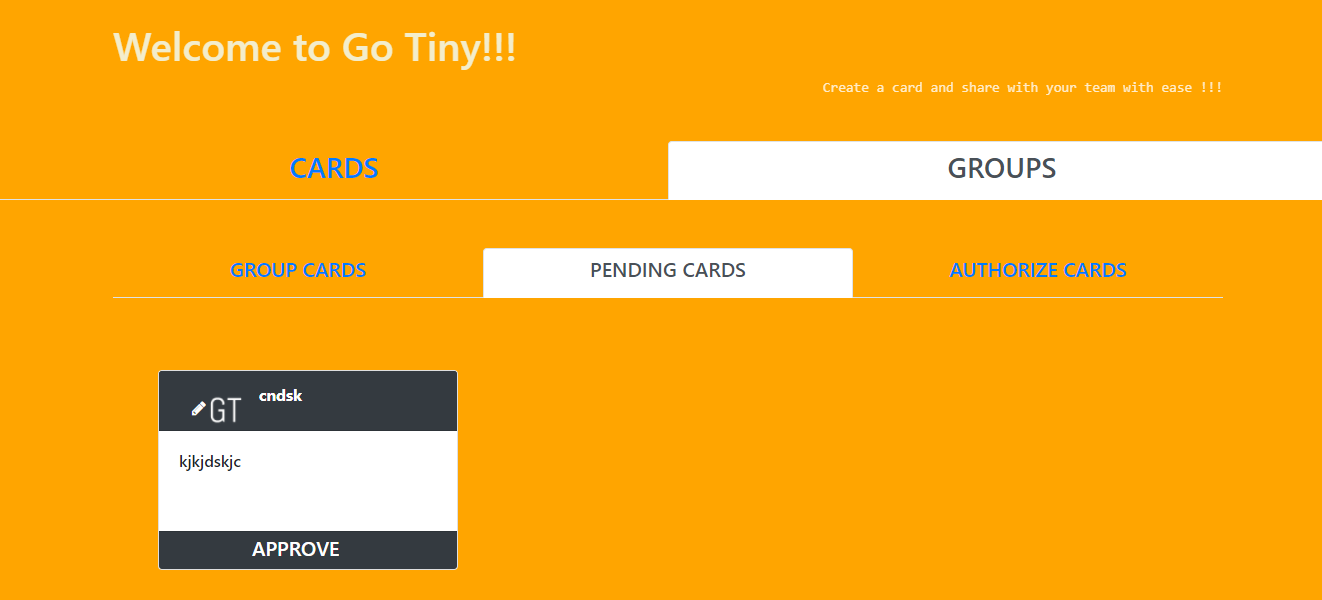 Welcome to Go Tiny!!!
Create a card and share with your team with ease !!!
CARDS
GROUPS
GROUP CARDS
PENDING CARDS
AUTHORIZE CARDS
GT
cndsk
kjkjdskjc
APPROVE